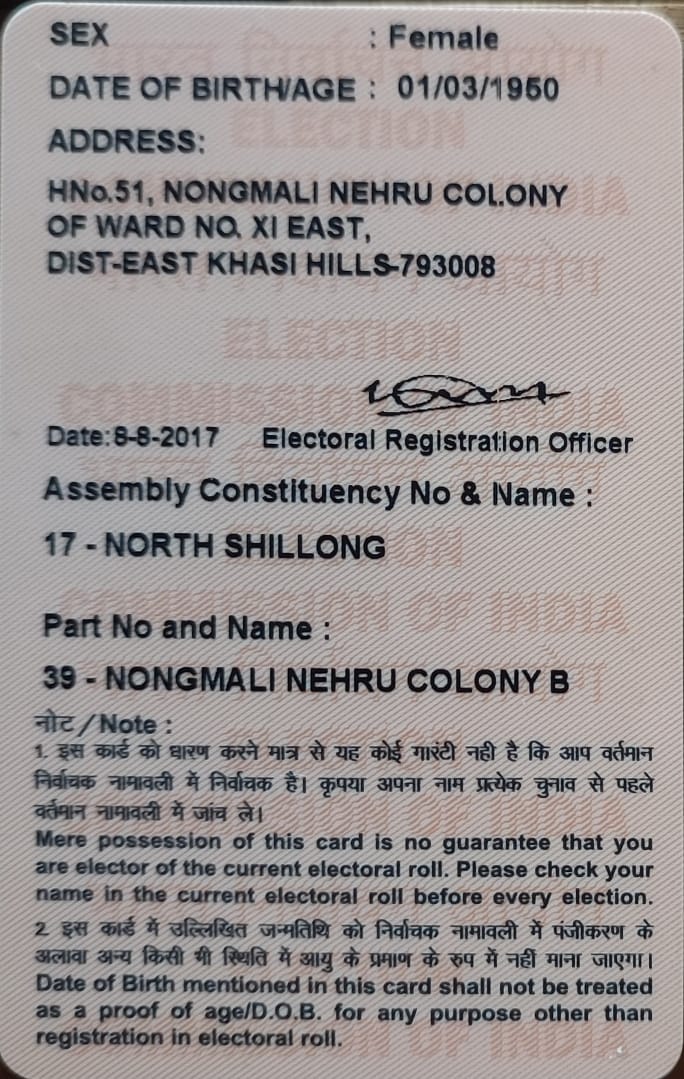 SEX : Female
DATE OF BIRTH/AGE : 01/03/1950
ADDRESS:
HNo.51, NONGMALI NEHRU COLONY
OF WARD NO. XI EAST,
DIST-EAST KHASI HILLS-793008
Date:8-8-2017 Electoral Registration Officer
Assembly Constituency No & Name :
17 - NORTH SHILLONG
Part No and Name :
39 - NONGMALI NEHRU COLONY B
नोट/Note :
1. इस कार्ड को धारण करने मात्र से यह कोई गारंटी नही है कि आप वर्तमान
निर्वाचक नामावली में निर्वाचक है। कृपया अपना नाम प्रत्येक चुनाव से पहले
वर्तमान नामावली में जांच ले।
Mere possession of this card is no guarantee that you
are elector of the current electoral roll. Please check your
name in the current electoral roll before every election.
2. इस कार्ड में उल्लिखित जन्मतिथि को निर्वाचक नामावली में पंजीकरण के
अलावा अन्य किसी भी स्थिति में आयु के प्रमाण के रुप में नहीं माना जाएगा।
Date of Birth mentioned in this card shall not be treated
as a proof of age/D.O.B. for any purpose other than
registration in electoral roll.